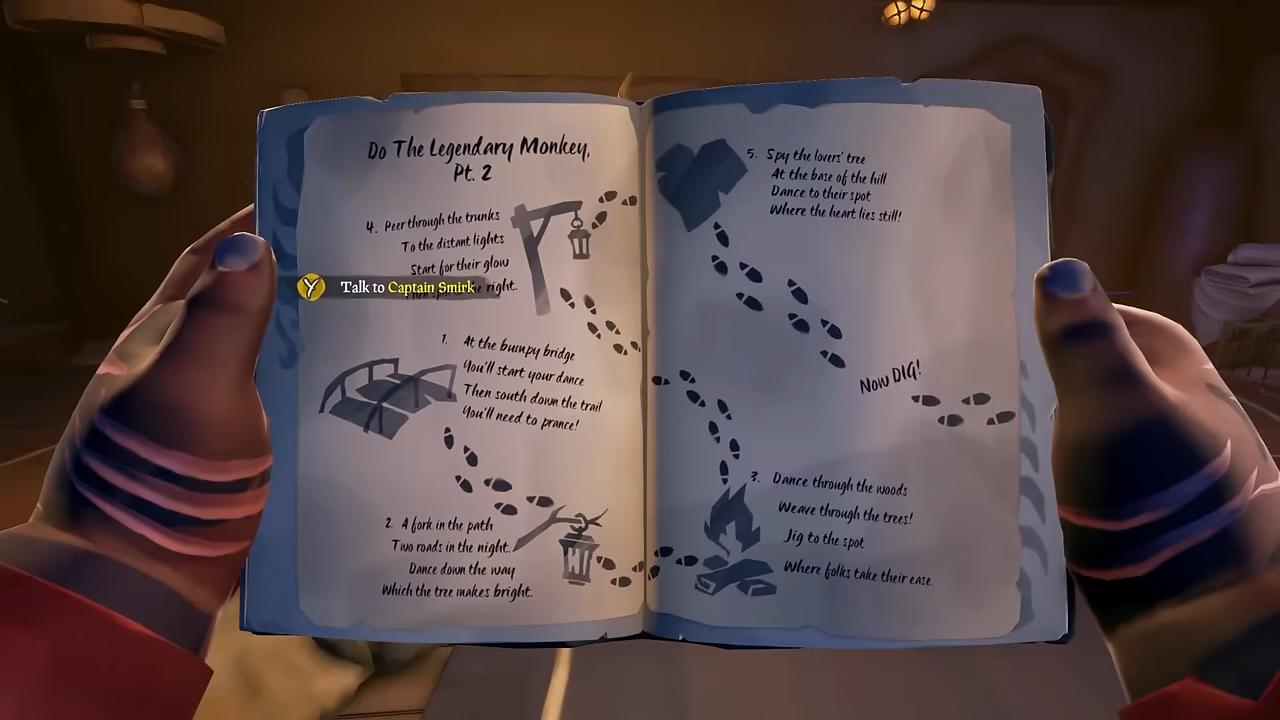 Do The Legendary Monkey,
Pt. 2
4. Peer through the trunks
To the distant lights
Start for their glow
right.
Y Talk to Captain Smirk
1. At the bumpy bridge
You'll start your dance
Then south down the trail
You'll need to prance!
2. A fork in the path
Two roads in the night.
Dance down the way
Which the tree makes bright.
5. Spy the lovers' tree
At the base of the hill
Dance to their spot
Where the heart lies still!
Now DIG!
3. Dance through the woods
Weave through the trees!
Jig to the spot
Where folks take their ease.